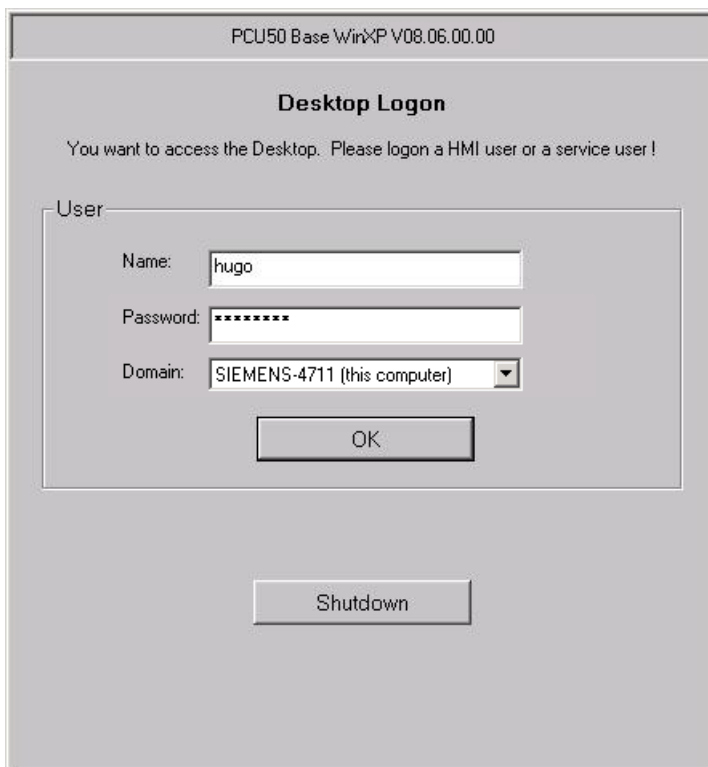 PCU50 Base WinXP V08.06.00.00
Desktop Logon
You want to access the Desktop. Please logon a HMI user or a service user !
User
Name: hugo
Password: ********
Domain: SIEMENS-4711 (this computer)
OK
Shutdown